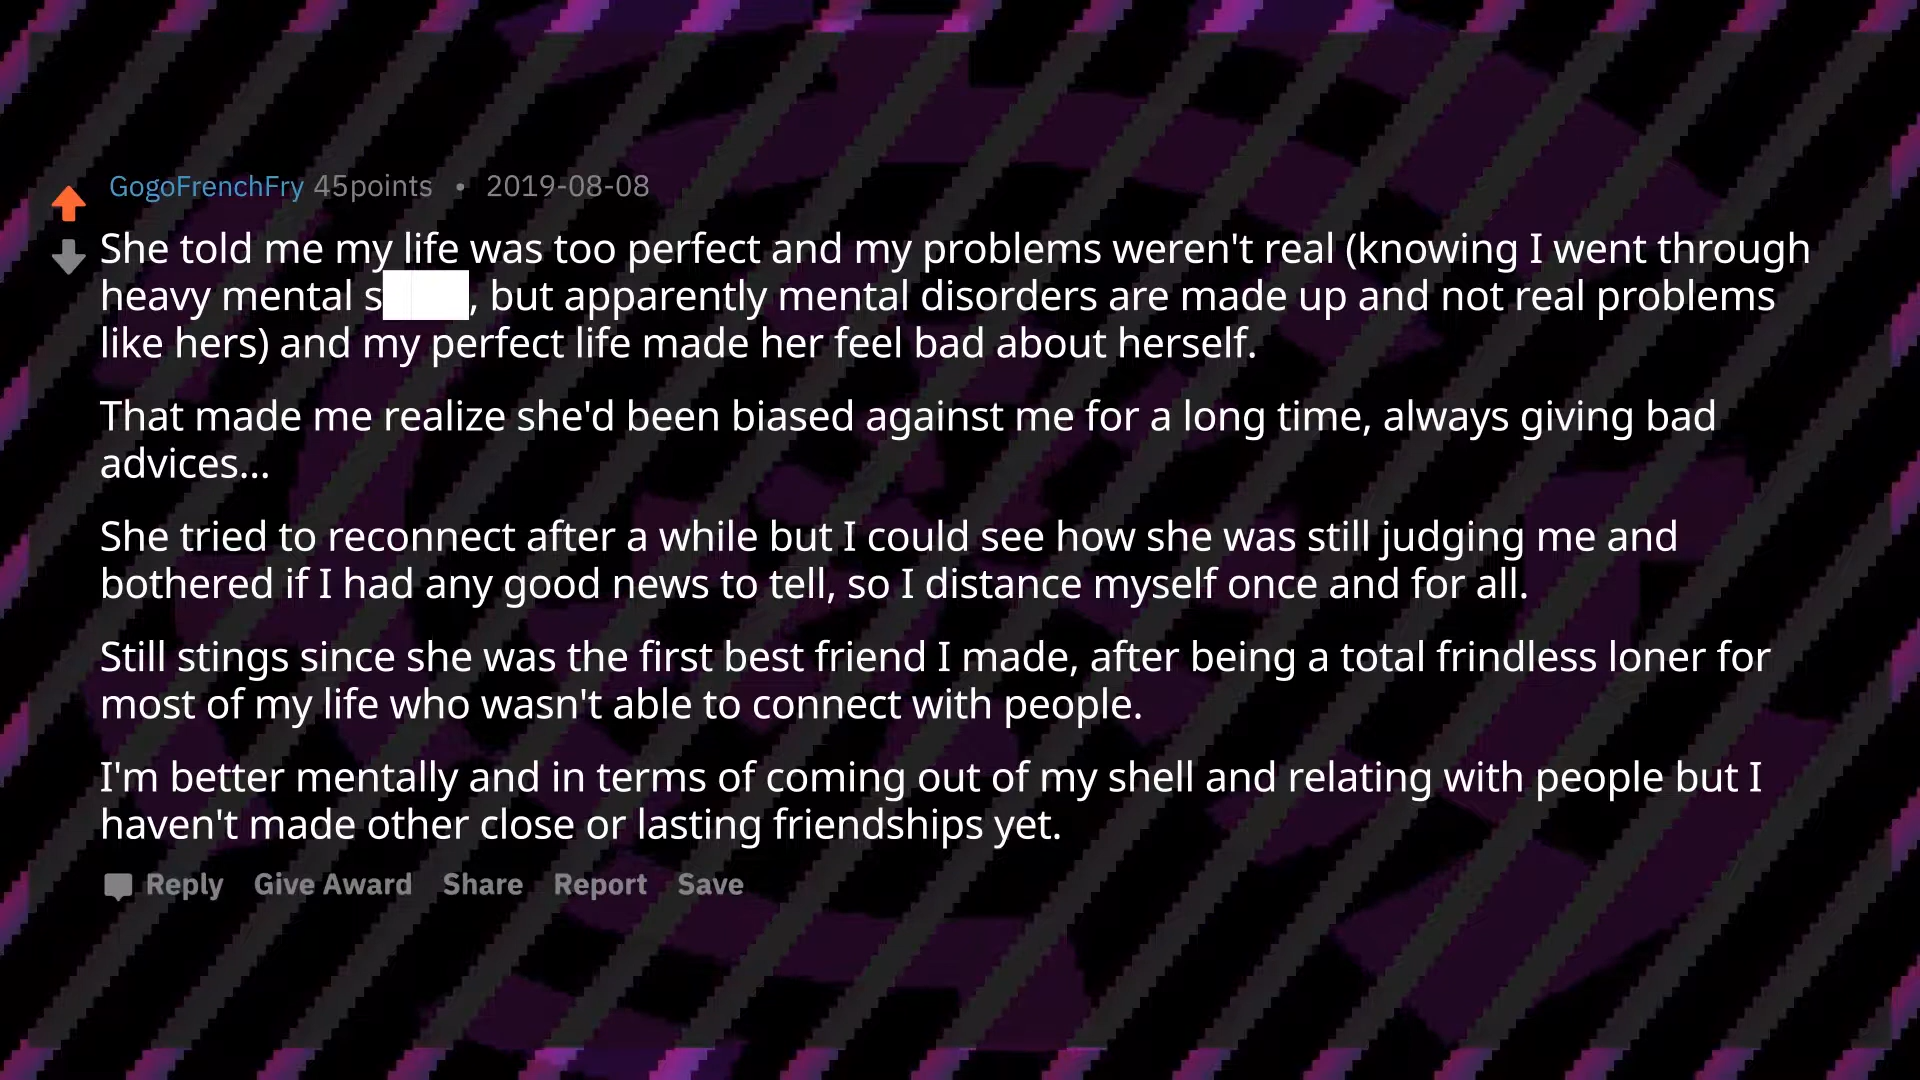 GogoFrenchFry 45points • 2019-08-08
She told me my life was too perfect and my problems weren't real (knowing I went through
heavy mental s, but apparently mental disorders are made up and not real problems
like hers) and my perfect life made her feel bad about herself.
That made me realize she'd been biased against me for a long time, always giving bad
advices...
She tried to reconnect after a while but I could see how she was still judging me and
bothered if I had any good news to tell, so I distance myself once and for all.
Still stings since she was the first best friend I made, after being a total frindless loner for
most of my life who wasn't able to connect with people.
I'm better mentally and in terms of coming out of my shell and relating with people but I
haven't made other close or lasting friendships yet.
Reply Give Award Share Report Save